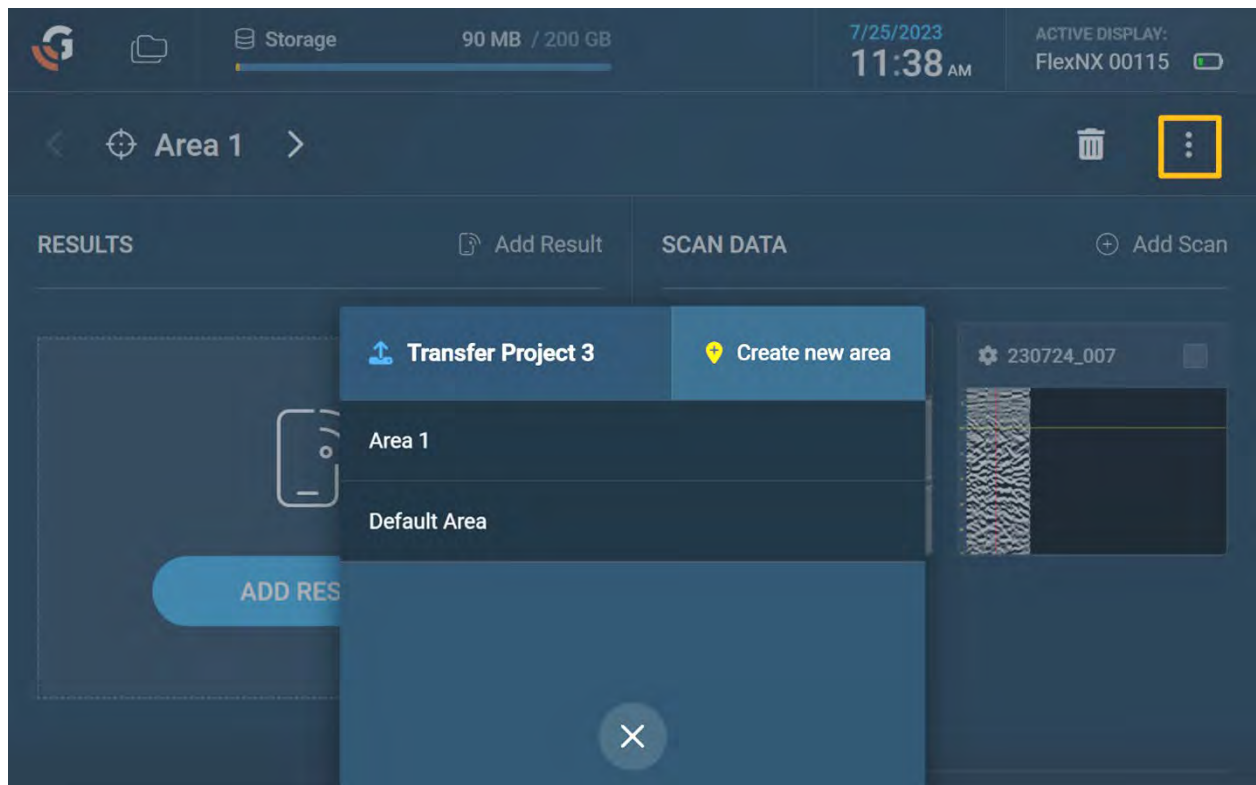 Storage 90 MB / 200 GB
7/25/2023
11:38 AM
ACTIVE DISPLAY:
FlexNX 00115
Area 1
RESULTS
Add Result
SCAN DATA
Add Scan
Transfer Project 3
Create new area
Area 1
Default Area
230724_007
ADD RES